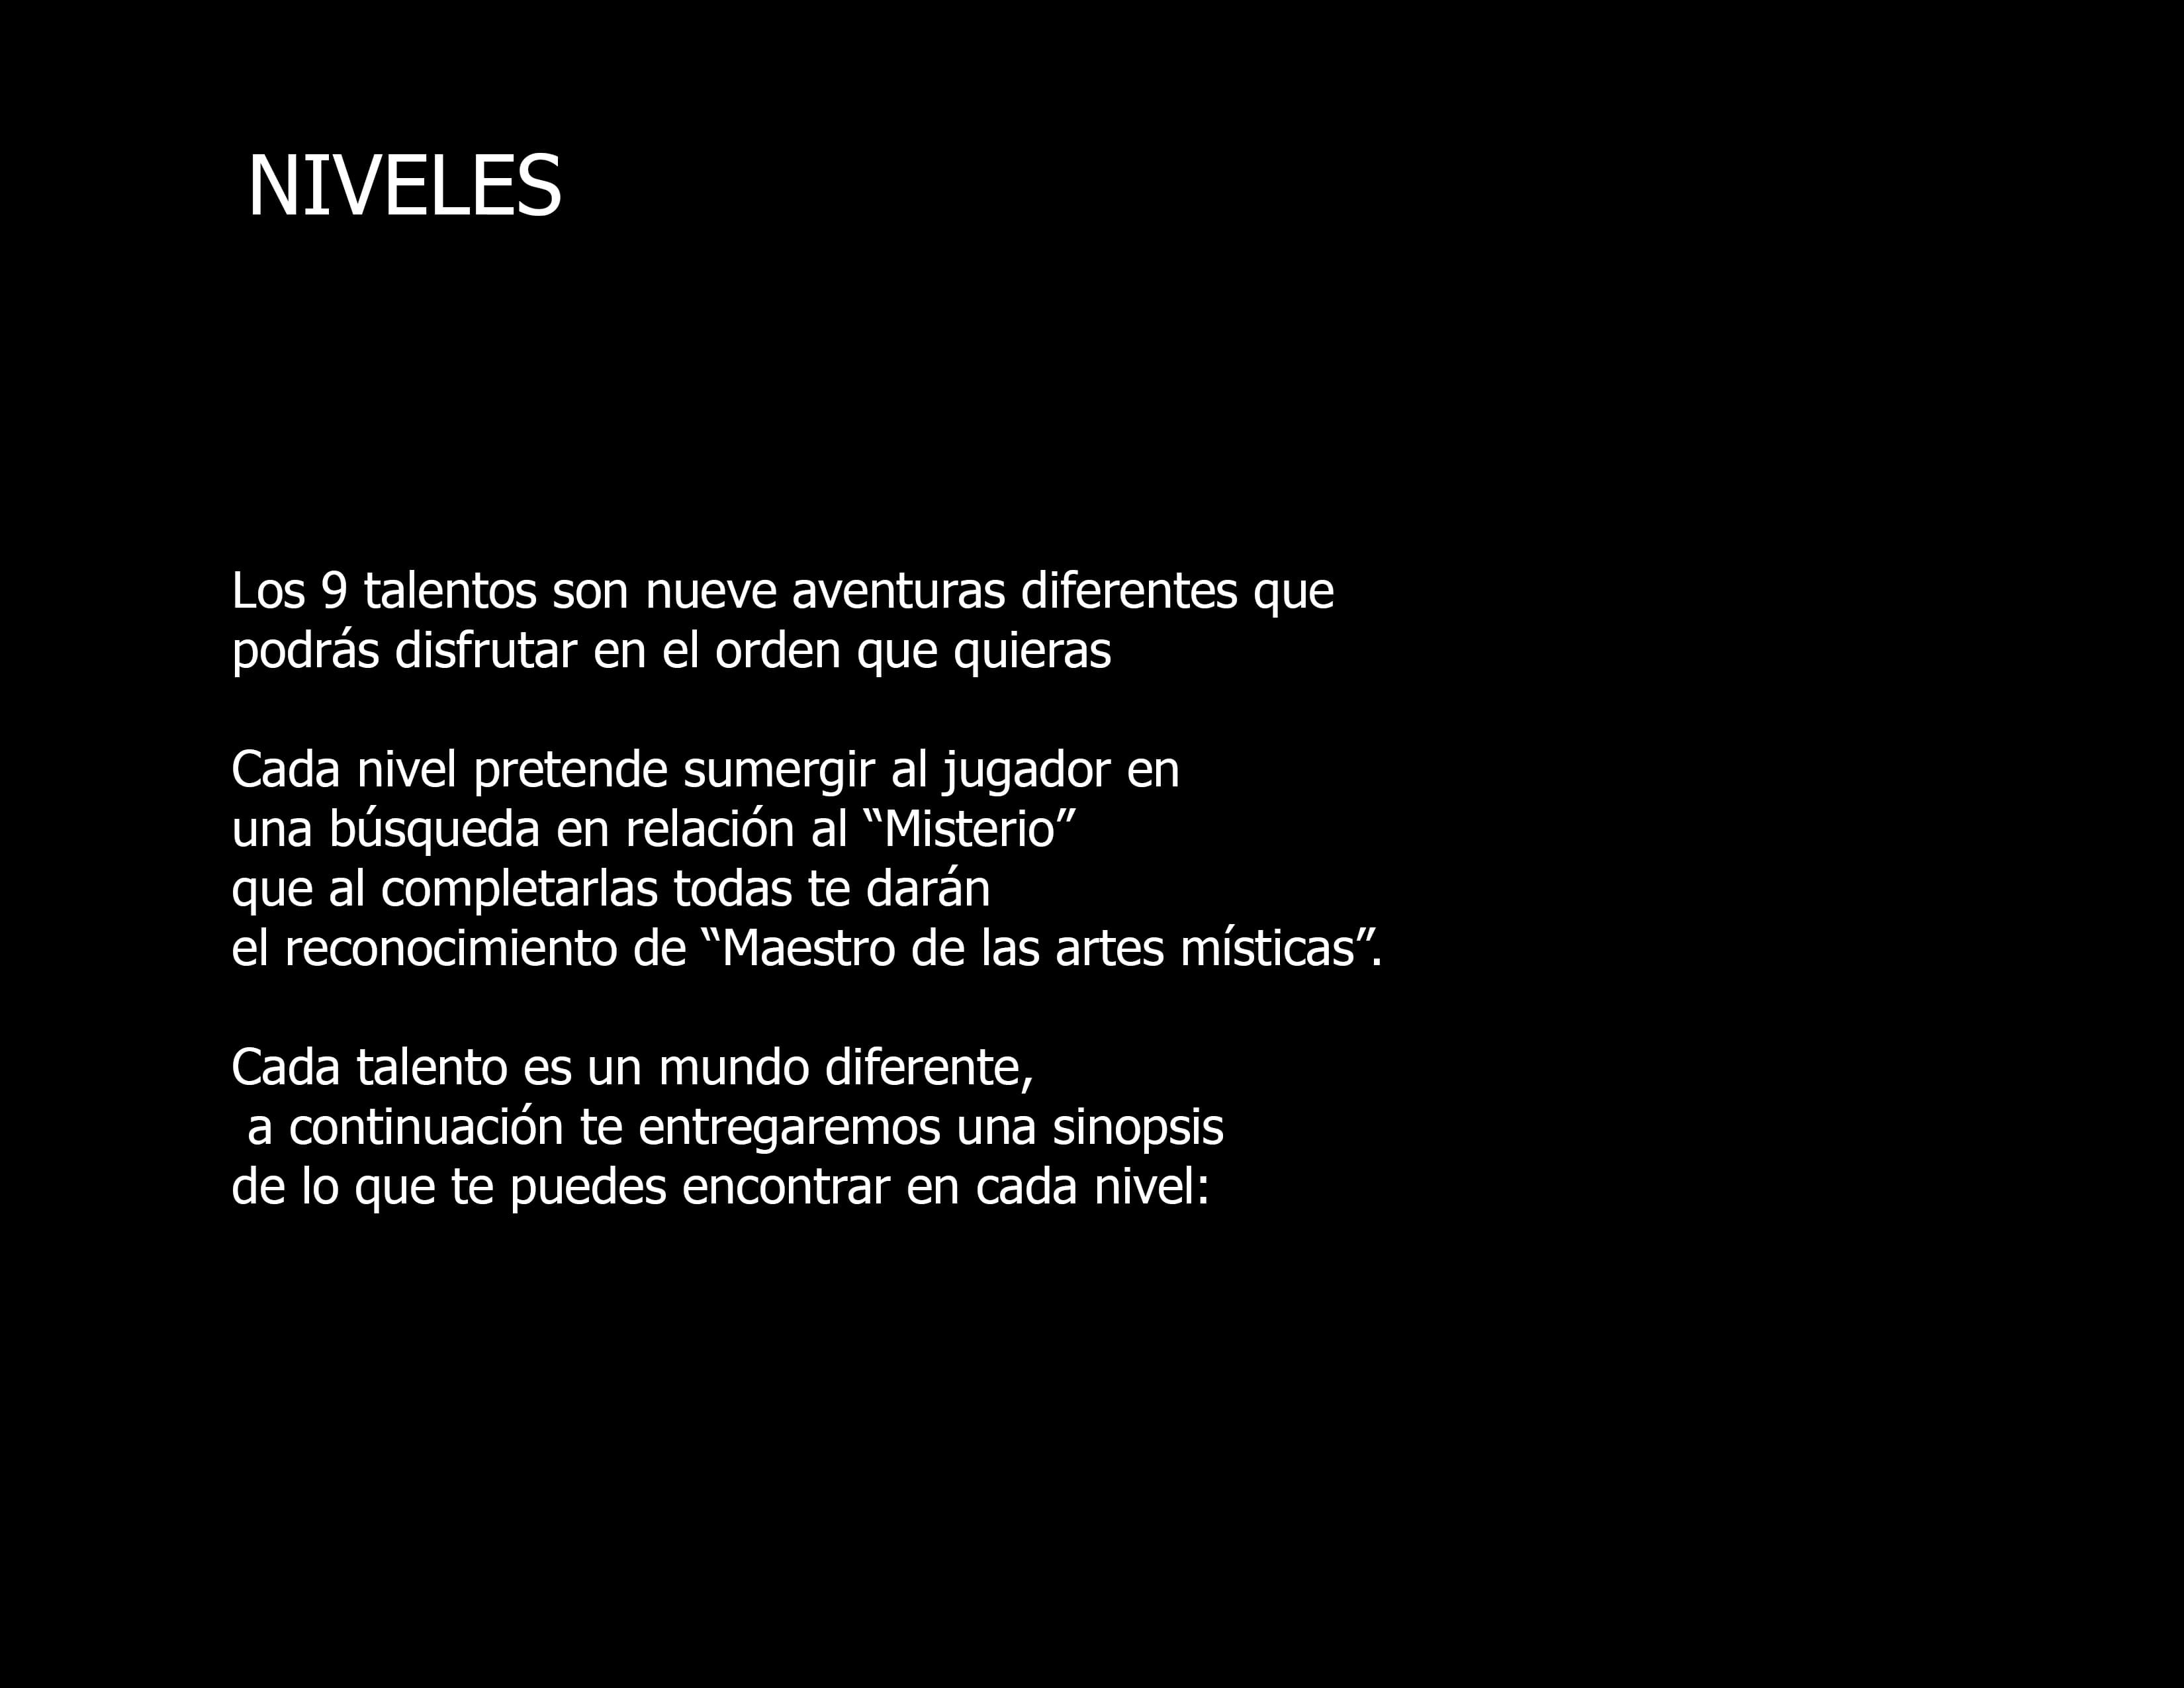 NIVELES
Los 9 talentos son nueve aventuras diferentes que
podrás disfrutar en el orden que quieras
Cada nivel pretende sumergir al jugador en
una búsqueda en relación al “Misterio”
que al completarlas todas te darán
el reconocimiento de “Maestro de las artes místicas”.
Cada talento es un mundo diferente,
a continuación te entregaremos una sinopsis
de lo que te puedes encontrar en cada nivel: